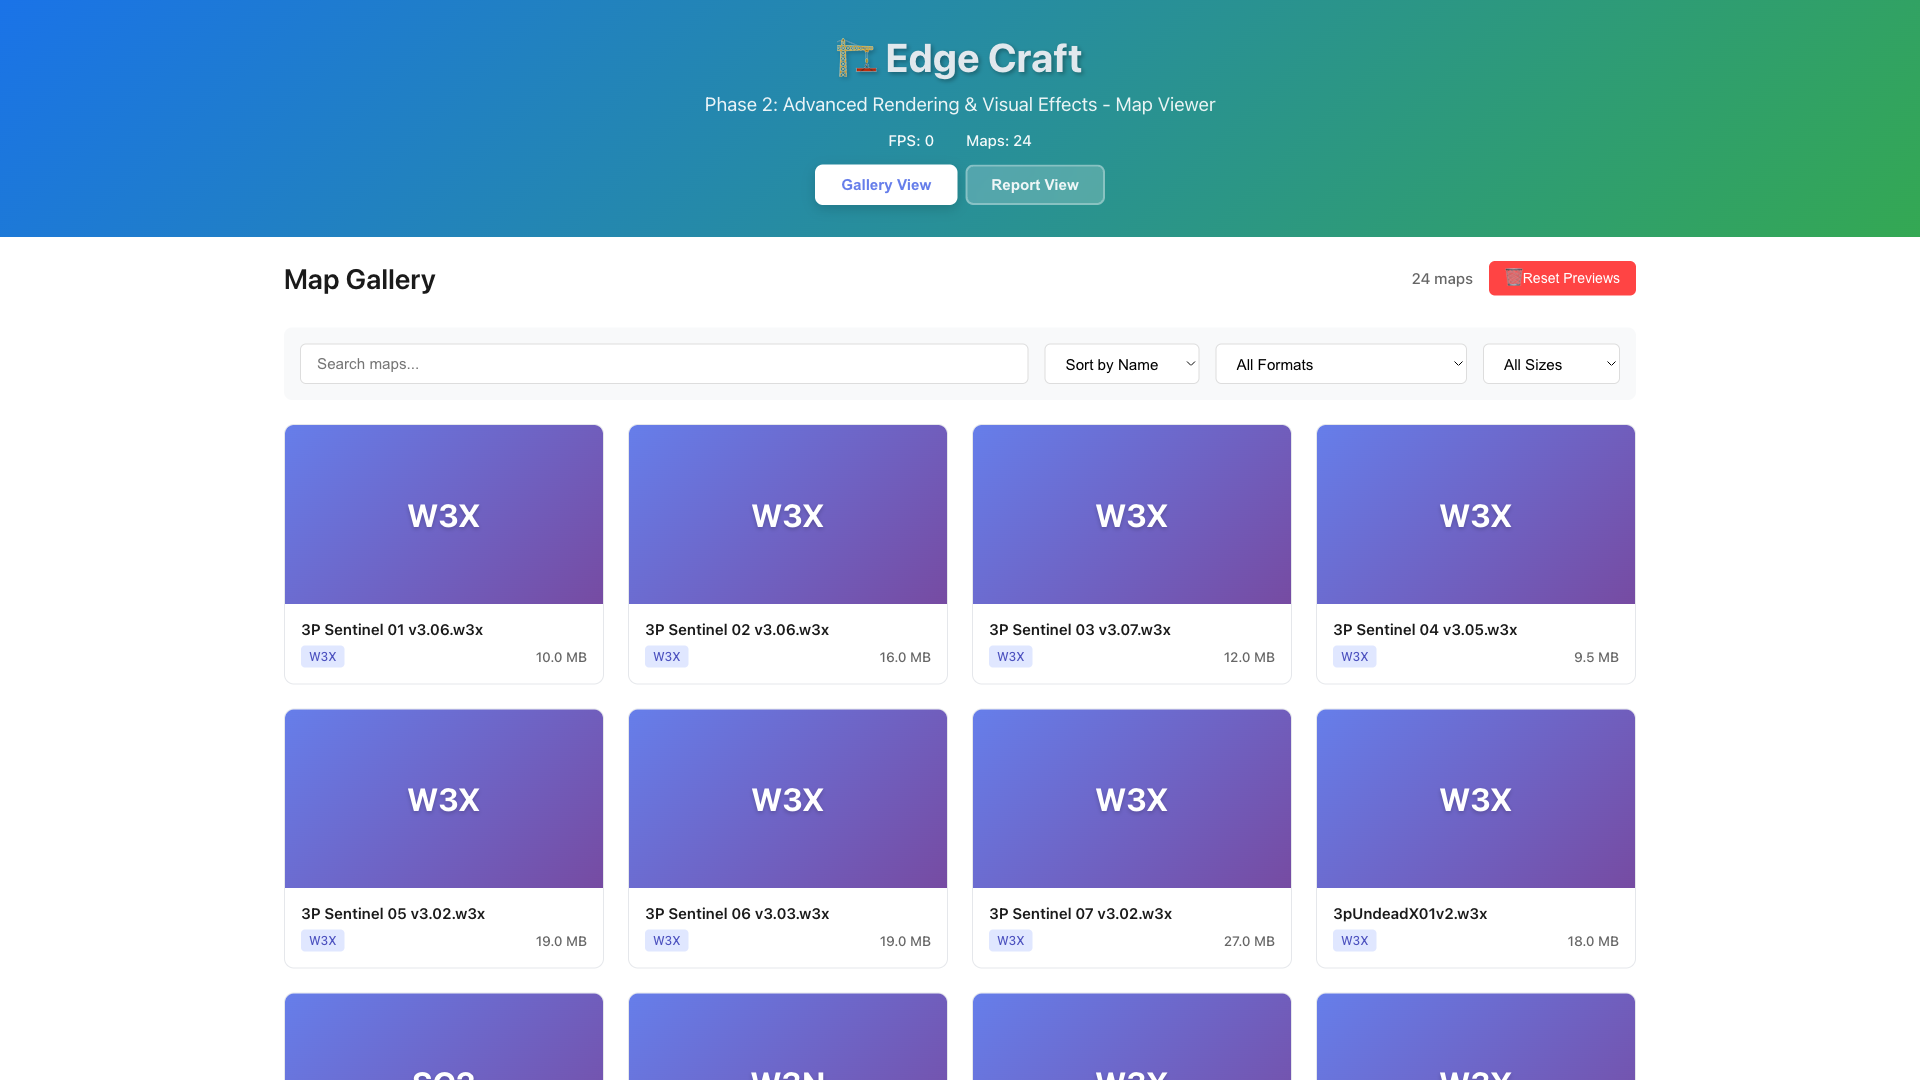 Edge Craft
Phase 2: Advanced Rendering & Visual Effects - Map Viewer
FPS: 0 Maps: 24
Gallery View Report View
Map Gallery 24 maps Reset Previews
Search maps... Sort by Name All Formats All Sizes
W3X W3X W3X W3X
3P Sentinel 01 v3.06.w3x 3P Sentinel 02 v3.06.w3x 3P Sentinel 03 v3.07.w3x 3P Sentinel 04 v3.05.w3x
W3X 10.0 MB W3X 16.0 MB W3X 12.0 MB W3X 9.5 MB
W3X W3X W3X W3X
3P Sentinel 05 v3.02.w3x 3P Sentinel 06 v3.03.w3x 3P Sentinel 07 v3.02.w3x 3pUndeadX01v2.w3x
W3X 19.0 MB W3X 19.0 MB W3X 27.0 MB W3X 18.0 MB
W3N W3X W3X